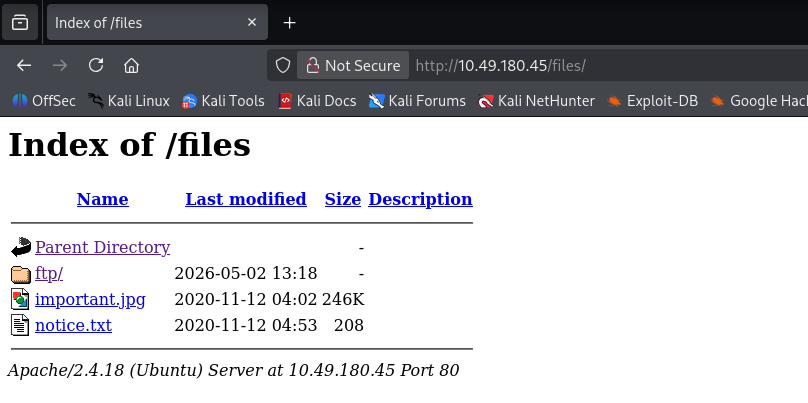 Index of /files
Not Secure http://10.49.180.45/files/
OffSec Kali Linux Kali Tools Kali Docs Kali Forums Kali NetHunter Exploit-DB Google Hac
Index of /files
Name Last modified Size Description
Parent Directory -
ftp/ 2026-05-02 13:18 -
important.jpg 2020-11-12 04:02 246K
notice.txt 2020-11-12 04:53 208
Apache/2.4.18 (Ubuntu) Server at 10.49.180.45 Port 80